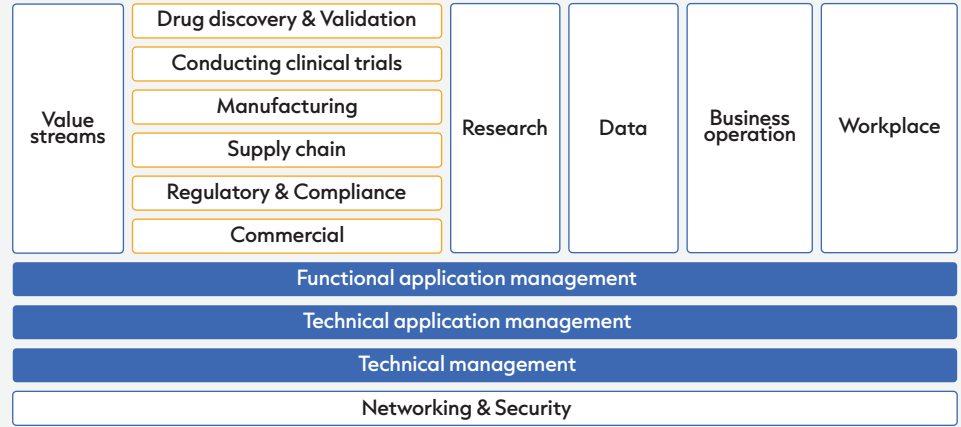 Value
streams
Drug discovery & Validation
Conducting clinical trials
Manufacturing
Supply chain
Regulatory & Compliance
Commercial
Research
Data
Business
operation
Workplace
Functional application management
Technical application management
Technical management
Networking & Security